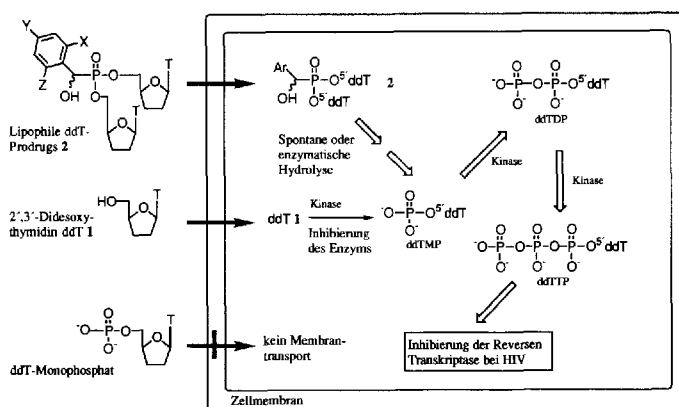 Y
X
Z
OH
P
O
O
O
T
T
Lipophile ddT-
Prodrugs 2
Ar
OH
P
O
O5´ddT
O5´ddT
2
Spontane oder
enzymatische
Hydrolyse
-O
P
O
O
P
O
O5´ddT
O-
O-
ddTDP
Kinase
Kinase
HO
O
T
2´,3´-Didesoxy-
thymidin ddT 1
ddT 1
Kinase
Inhibierung
des Enzyms
-O
P
O
O5´ddT
O-
ddTMP
-O
P
O
O
P
O
O
P
O
O5´ddT
O-
O-
O-
ddTTP
-O
P
O
O
O-
O
T
ddT-Monophosphat
kein Membran-
transport
Inhibierung der Reversen
Transkriptase bei HIV
Zellmembran